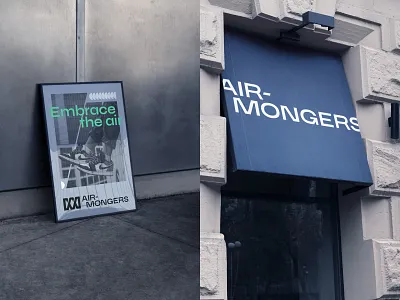 Embrace
the air
AIR-
MONGERS
AIR-
MONGERS